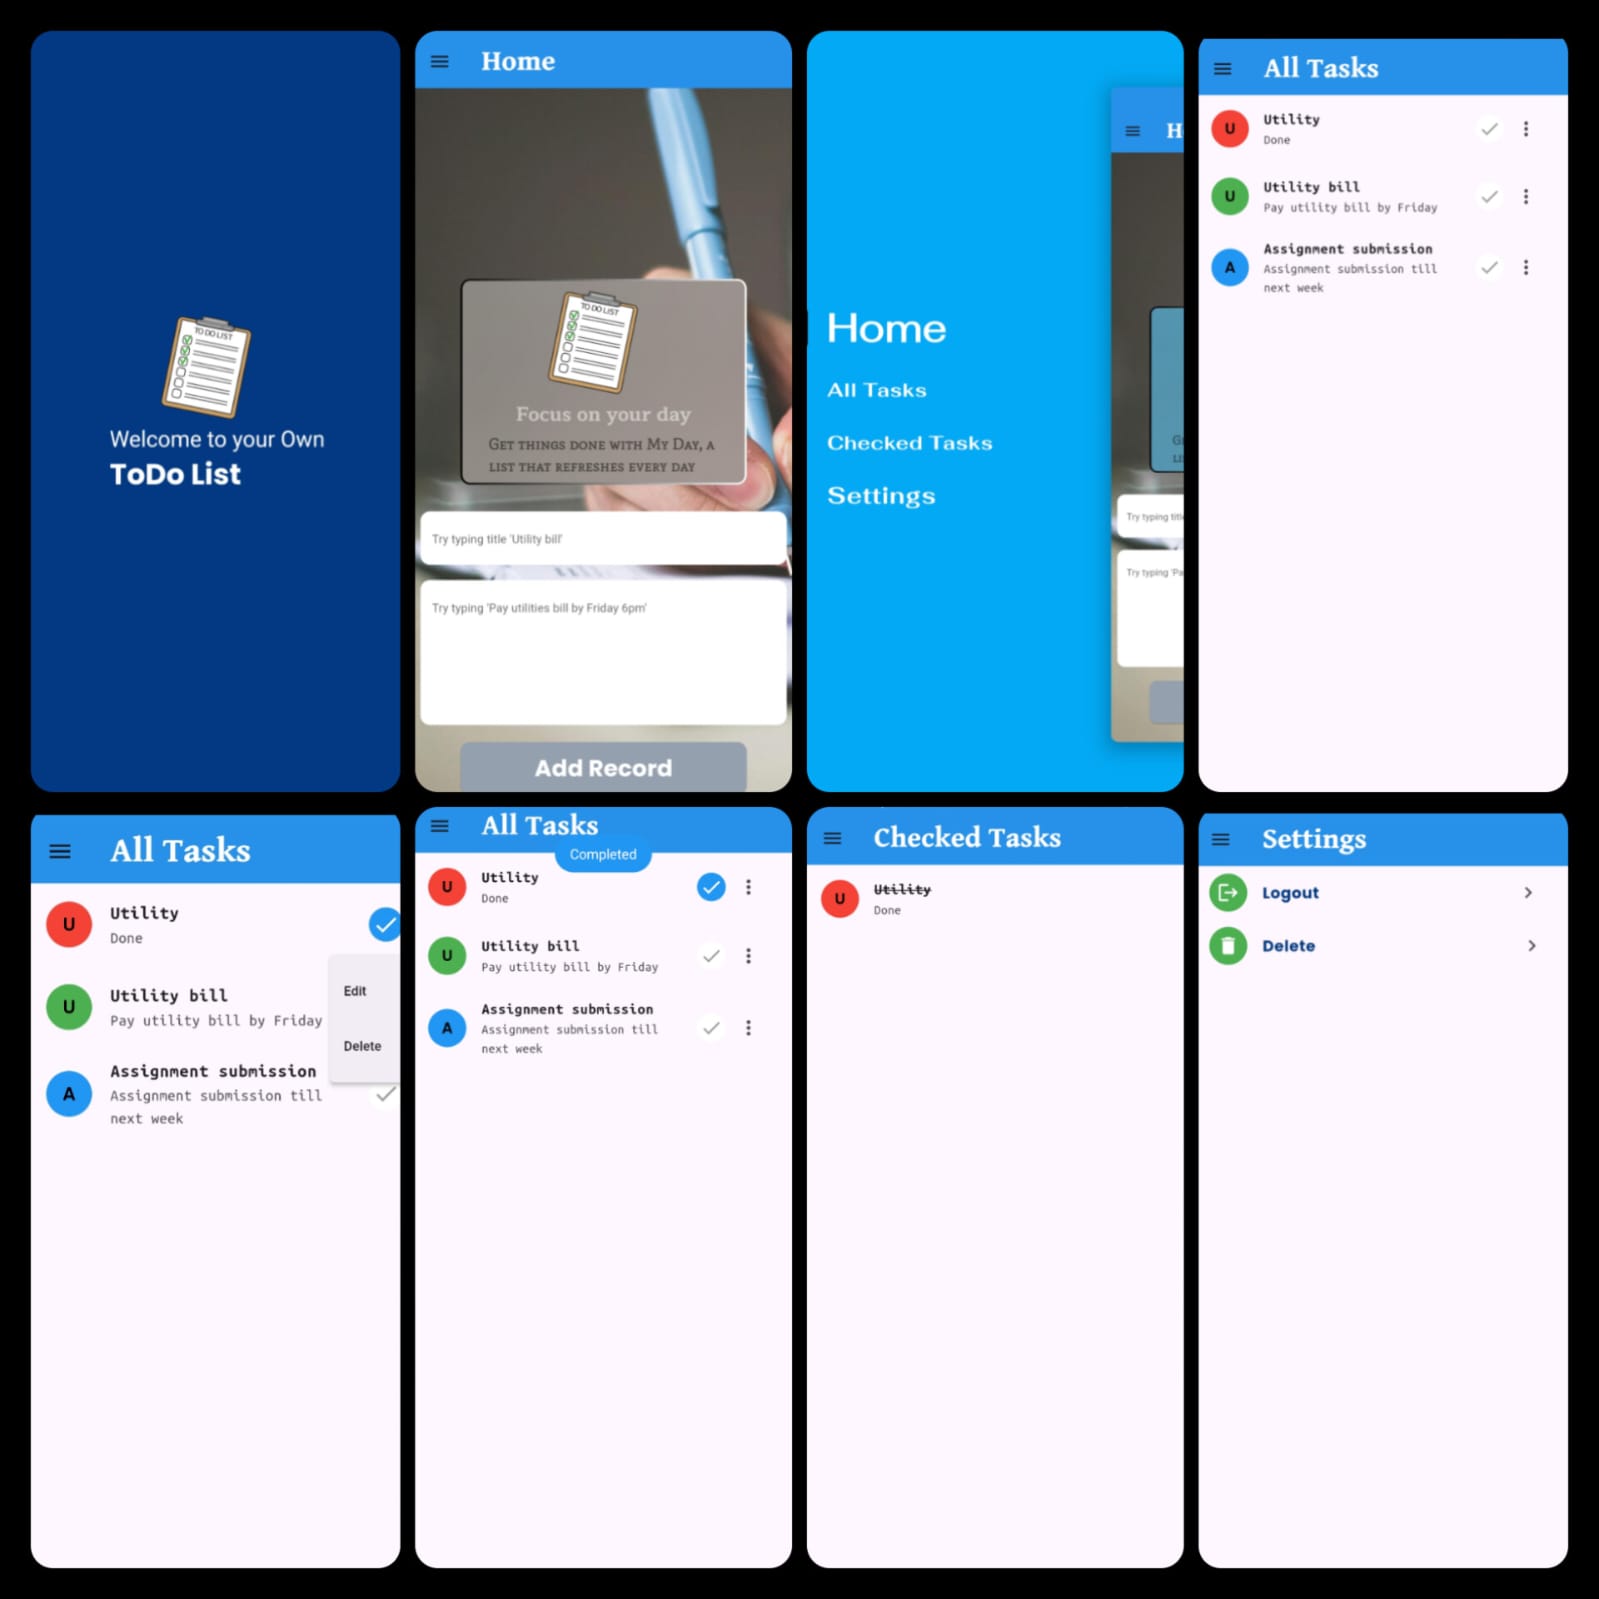 TO DO LIST
Welcome to your Own
ToDo List
Home
TO DO LIST
Focus on your day
Get things done with My Day, a
list that refreshes every day
Try typing title 'Utility bill'
Try typing 'Pay utilities bill by Friday 6pm'
Add Record
Home
All Tasks
Checked Tasks
Settings
H
Try typing
Try typing
All Tasks
U
Utility
Done
U
Utility bill
Pay utility bill by Friday
A
Assignment submission
Assignment submission till
next week
All Tasks
U
Utility
Done
U
Utility bill
Pay utility bill by Friday
Edit
Delete
A
Assignment submission
Assignment submission till
next week
All Tasks
Completed
U
Utility
Done
U
Utility bill
Pay utility bill by Friday
A
Assignment submission
Assignment submission till
next week
Checked Tasks
U
Utility
Done
Settings
Logout
Delete